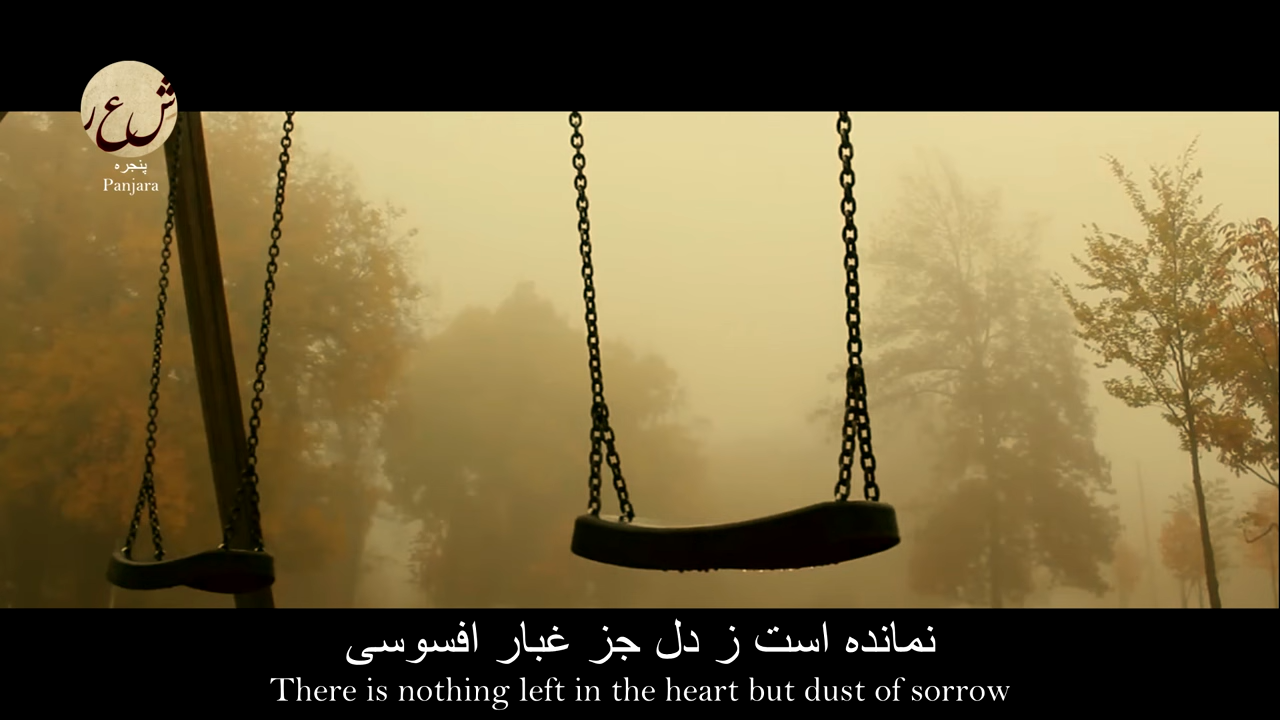 ش ع ر
پنجره
Panjara
نمانده است ز دل جز غبار افسوسی
There is nothing left in the heart but dust of sorrow